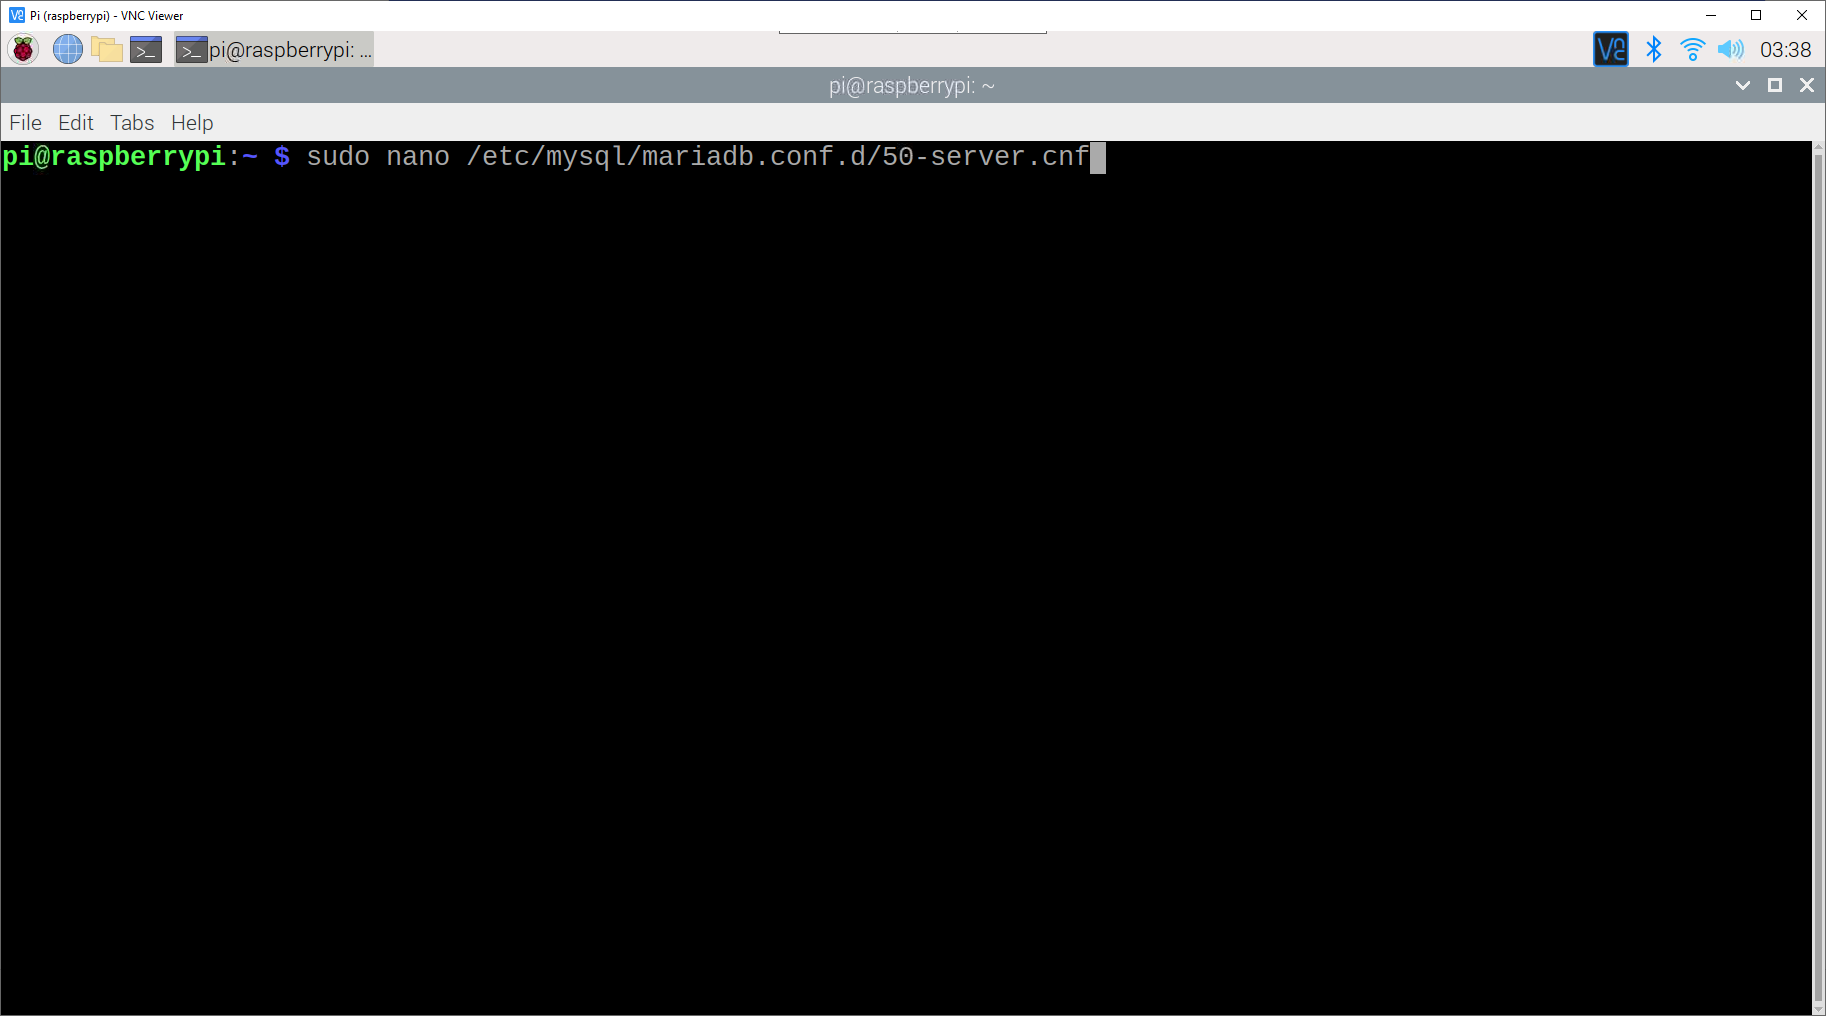 Pi (raspberrypi) - VNC Viewer
pi@raspberrypi: ... 03:38
pi@raspberrypi: ~
File Edit Tabs Help
pi@raspberrypi:~ $ sudo nano /etc/mysql/mariadb.conf.d/50-server.cnf